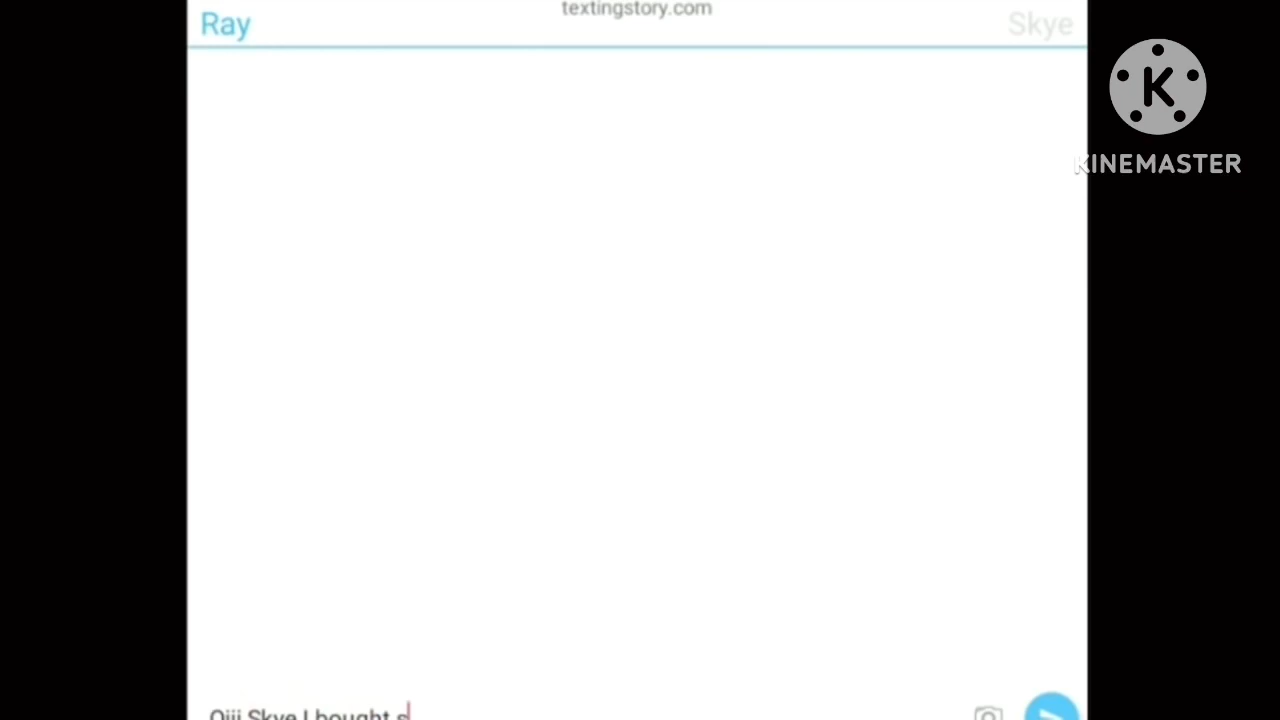 textingstory.com
Ray
Skye
K
KINEMASTER
Oiii Skye I bought s